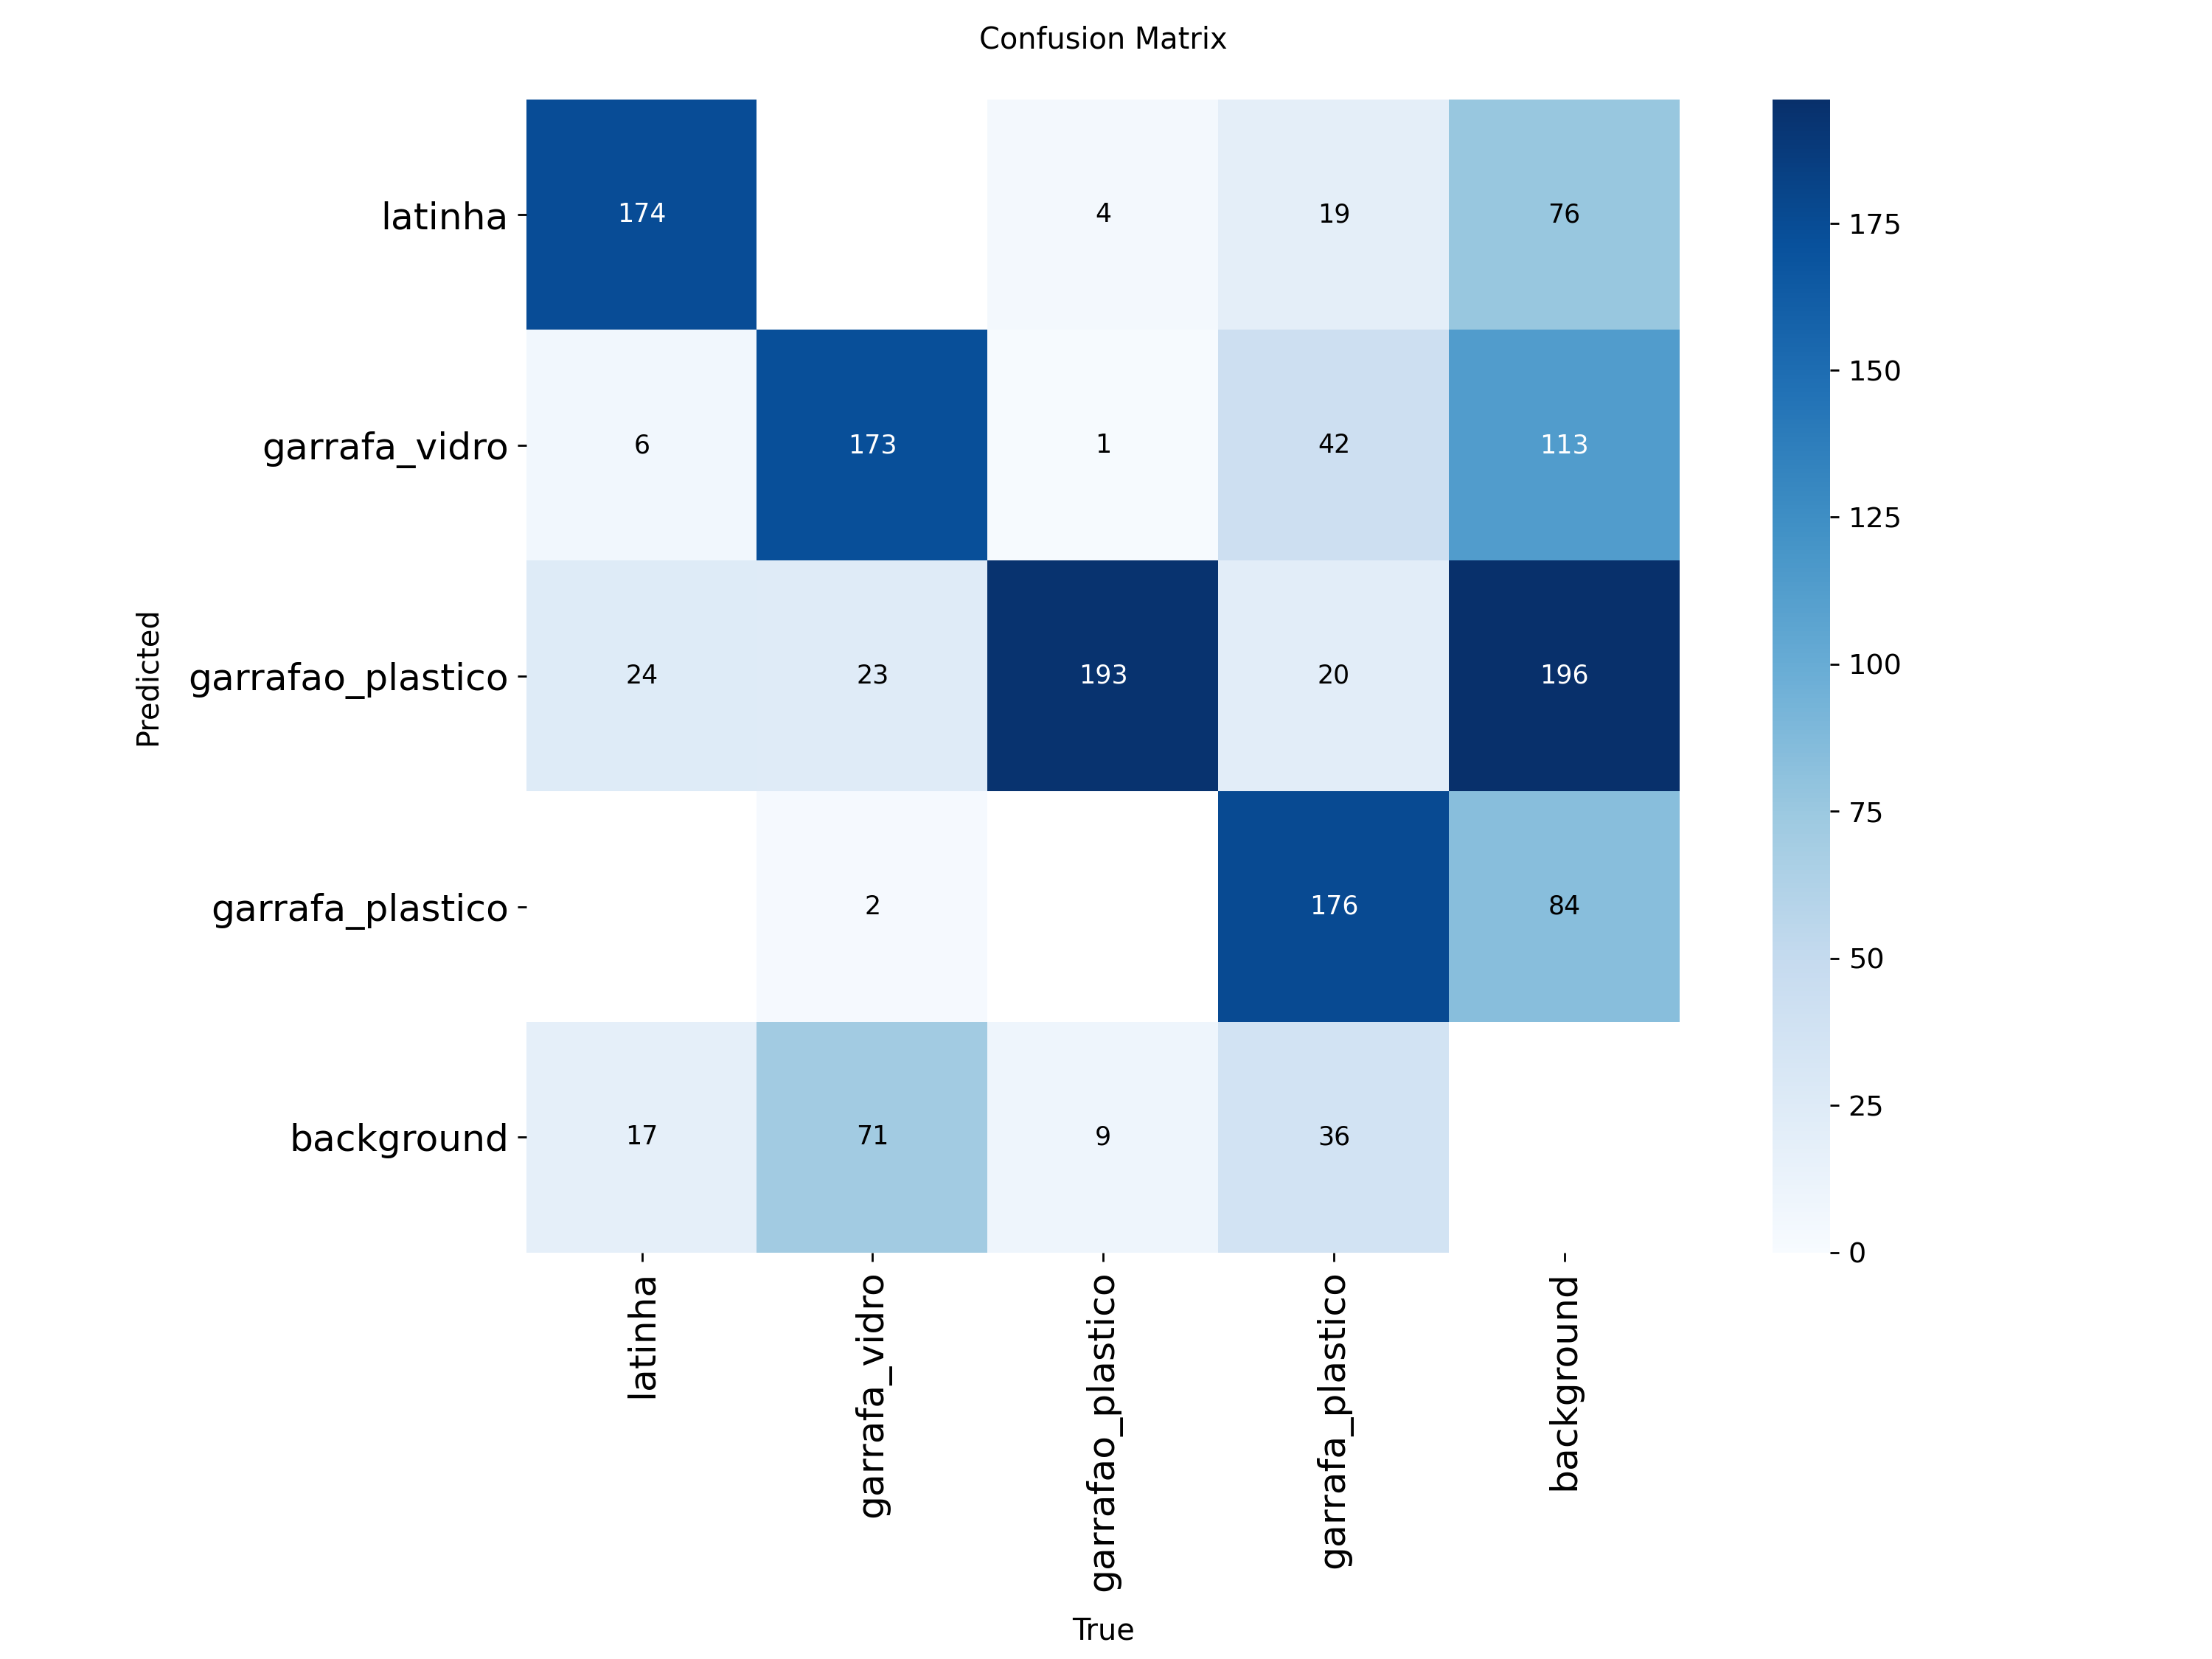 Confusion Matrix
latinha
174
4
19
76
garrafa_vidro
6
173
1
42
113
garrafao_plastico
24
23
193
20
196
garrafa_plastico
2
176
84
background
17
71
9
36
Predicted
latinha
garrafa_vidro
garrafao_plastico
garrafa_plastico
background
True
175
150
125
100
75
50
25
0